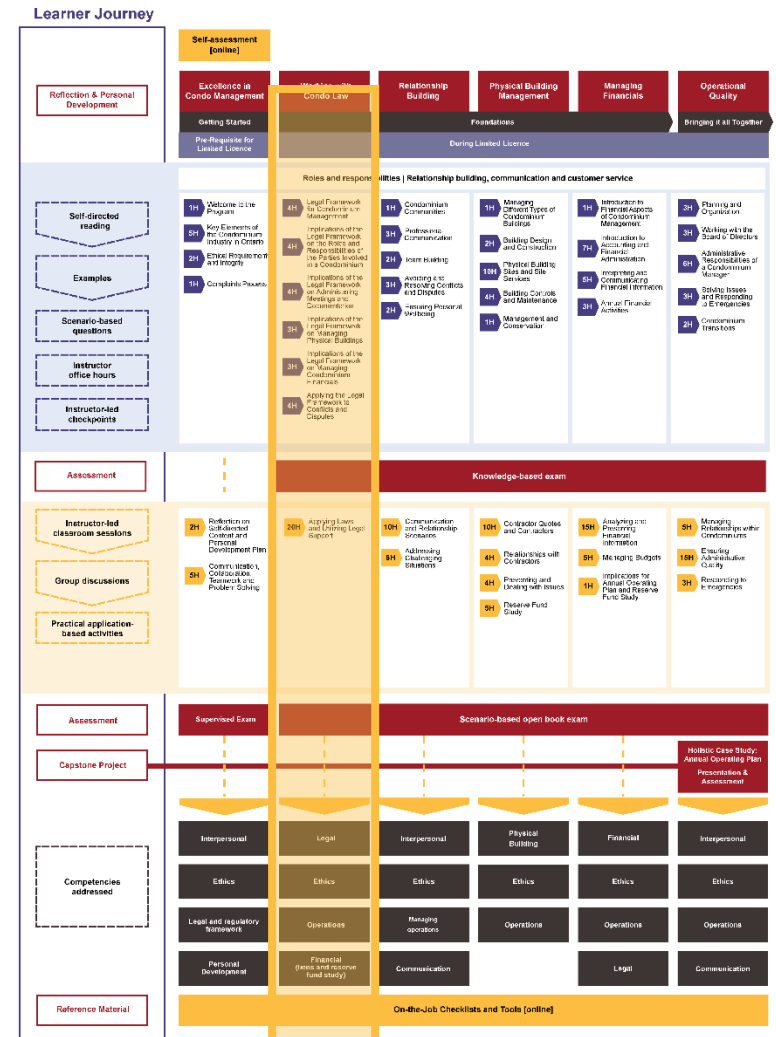 Learner Journey
Self-assessment
[online]
Reflection & Personal
Development
Excellence in
Condo Management
Working with
Condo Law
Relationship
Building
Physical Building
Management
Managing
Financials
Operational
Quality
Getting Started
Foundations
Bringing it all Together
Pre-Requisite for
Limited Licence
During Limited Licence
Roles and responsibilities | Relationship building, communication and customer service
Self-directed
reading
Examples
Scenario-based
questions
Instructor
office hours
Instructor-led
checkpoints
1H Welcome to the
Program
5H Key Elements of
the Condominium
Industry in Ontario
2H Ethical Requirement
and Integrity
1H Complaints Process
4H Legal Framework
for Condominium
Management
4H Implications of the
Legal Framework
on the Roles and
Responsibilities of
the Parties Involved
in a Condominium
4H Implications of the
Legal Framework
on Administering
Meetings and
Documentation
3H Implications of the
Legal Framework
on Managing
Physical Buildings
3H Implications of the
Legal Framework
on Managing
Condominium
Financials
4H Applying the Legal
Framework to
Conflicts and
Disputes
1H Condominium
Communities
3H Professional
Communication
2H Team Building
3H Avoiding and
Resolving Conflicts
and Disputes
2H Ensuring Personal
Wellbeing
1H Managing
Different Types of
Condominium
Buildings
2H Building Design
and Construction
10H Physical Building
Sites and Site
Services
4H Building Controls
and Maintenance
1H Management and
Conservation
1H Introduction to
Financial Aspects
of Condominium
Management
7H Introduction to
Accounting and
Financial
Administration
5H Interpreting and
Communicating
Financial Information
3H Annual Financial
Activities
3H Planning and
Organization
3H Working with the
Board of Directors
6H Administrative
Responsibilities of
a Condominium
Manager
3H Solving Issues
and Responding
to Emergencies
2H Condominium
Transitions
Assessment
Knowledge-based exam
Instructor-led
classroom sessions
Group discussions
Practical application-
based activities
2H Reflection on
Self-directed
Content and
Personal
Development Plan
5H Communication,
Collaboration,
Teamwork and
Problem Solving
20H Applying Laws
and Utilizing Legal
Support
10H Communication
and Relationship
Scenarios
5H Addressing
Challenging
Situations
10H Contractor Quotes
and Contractors
4H Relationships with
Contractors
4H Preventing and
Dealing with Issues
5H Reserve Fund
Study
15H Analyzing and
Presenting
Financial
Information
5H Managing Budgets
1H Implications for
Annual Operating
Plan and Reserve
Fund Study
5H Managing
Relationships within
Condominiums
15H Ensuring
Administrative
Quality
3H Responding to
Emergencies
Assessment
Supervised Exam
Scenario-based open book exam
Capstone Project
Holistic Case Study:
Annual Operating Plan
Presentation &
Assessment
Competencies
addressed
Interpersonal
Legal
Interpersonal
Physical
Building
Financial
Interpersonal
Ethics
Ethics
Ethics
Ethics
Ethics
Ethics
Legal and regulatory
framework
Operations
Managing
operations
Operations
Operations
Operations
Personal
Development
Financial
(liens and reserve
fund study)
Communication
Legal
Communication
Reference Material
On-the-Job Checklists and Tools [online]